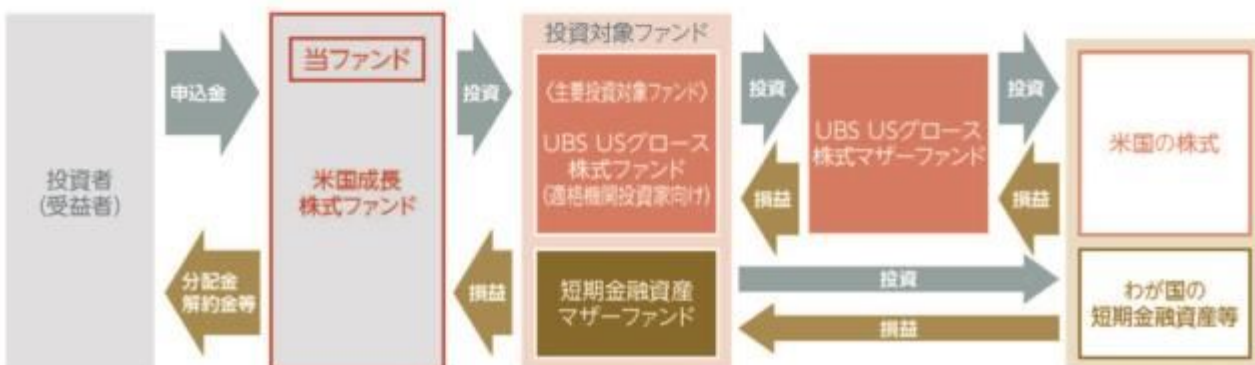 投資者
(受益者)
申込金
分配金
解約金等
当ファンド
米国成長
株式ファンド
投資
損益
投資対象ファンド
〈主要投資対象ファンド〉
UBS USグロース
株式ファンド
(適格機関投資家向け)
短期金融資産
マザーファンド
投資
損益
UBS USグロース
株式マザーファンド
投資
損益
投資
損益
米国の株式
わが国の
短期金融資産等